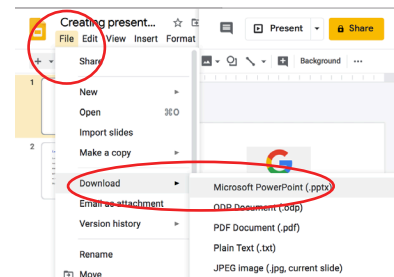 Creating present...
Present
Share
File Edit View Insert Format
Share
Background
1
New
Open ⌘O
Import slides
2
Make a copy
G
Download
Microsoft PowerPoint (.pptx)
Email as attachment
ODP Document (.odp)
Version history
PDF Document (.pdf)
Plain Text (.txt)
Rename
JPEG image (.jpg, current slide)
Move